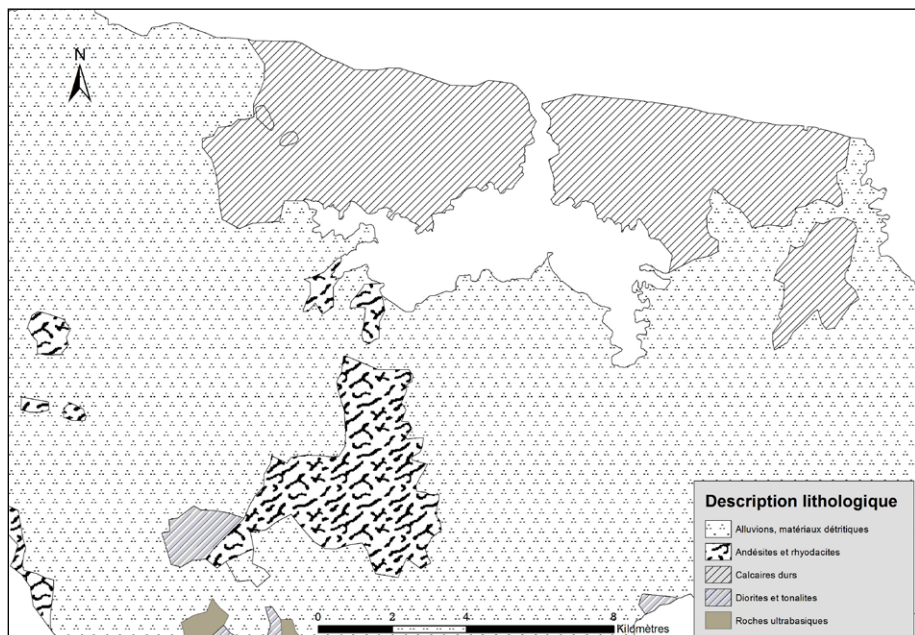 N
Description lithologique
Alluvions, matériaux détritiques
Andésites et rhyodacites
Calcaires durs
Diorites et tonalites
Roches ultrabasiques
0 2 4 8
Kilomètres